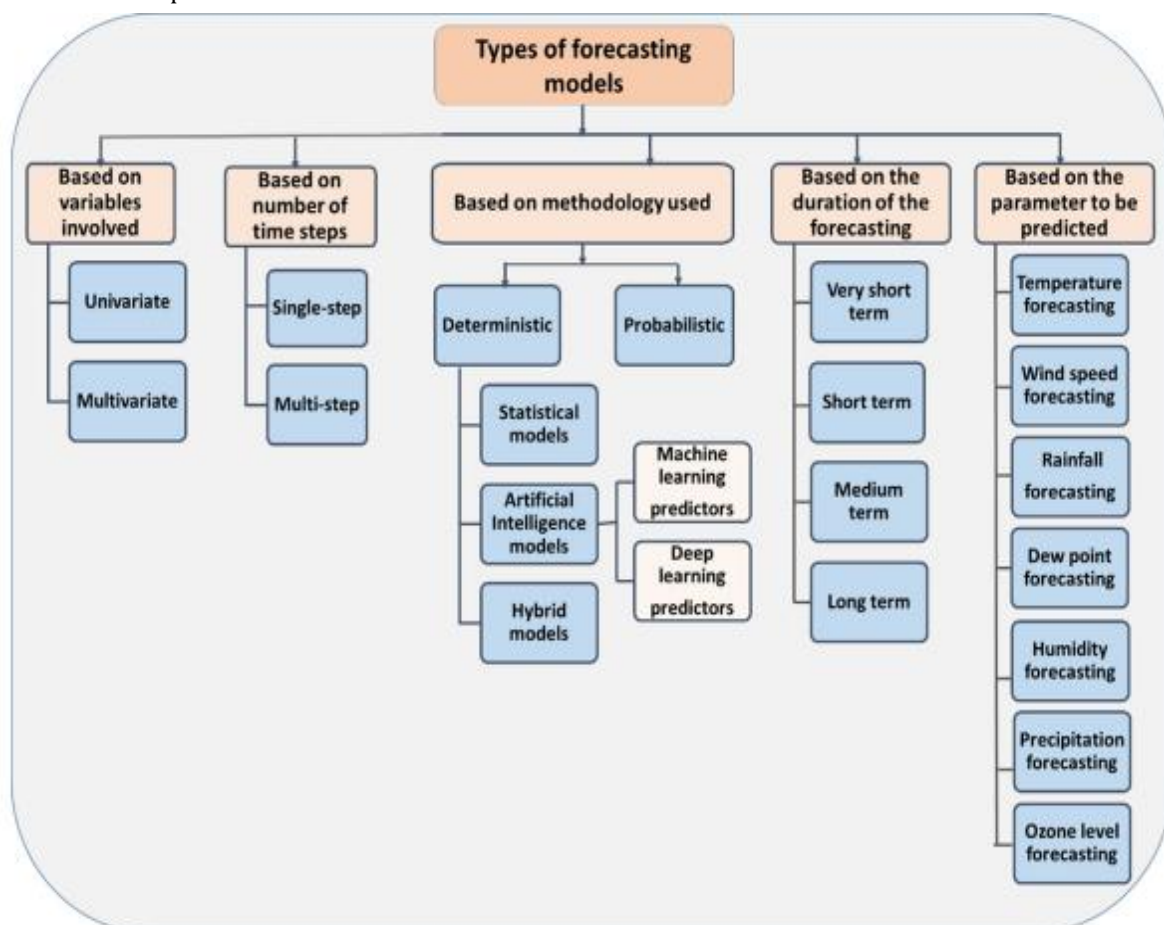 Types of forecasting
models
Based on
variables
involved
Univariate
Multivariate
Based on
number of
time steps
Single-step
Multi-step
Based on methodology used
Deterministic
Probabilistic
Statistical
models
Artificial
Intelligence
models
Machine
learning
predictors
Deep
learning
predictors
Hybrid
models
Based on the
duration of the
forecasting
Very short
term
Short term
Medium
term
Long term
Based on the
parameter to be
predicted
Temperature
forecasting
Wind speed
forecasting
Rainfall
forecasting
Dew point
forecasting
Humidity
forecasting
Precipitation
forecasting
Ozone level
forecasting